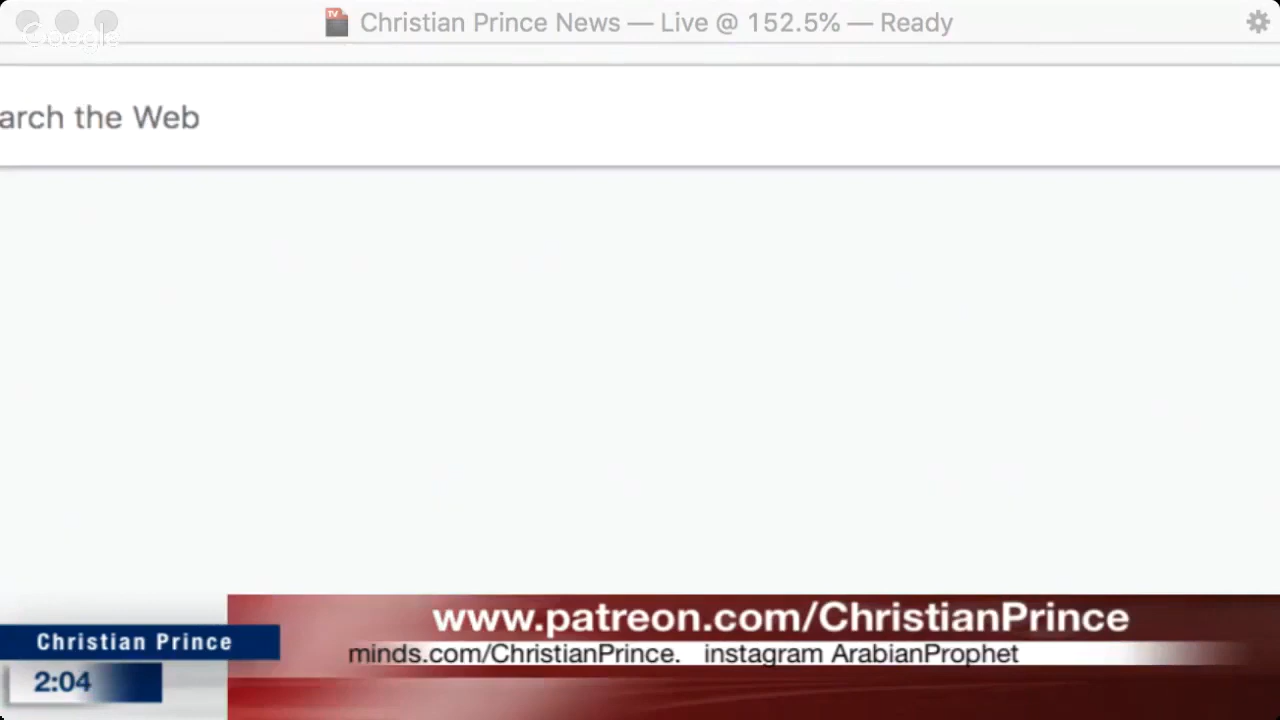 Christian Prince News — Live @ 152.5% — Ready
Google
arch the Web
www.patreon.com/ChristianPrince
Christian Prince
minds.com/ChristianPrince. instagram ArabianProphet
2:04